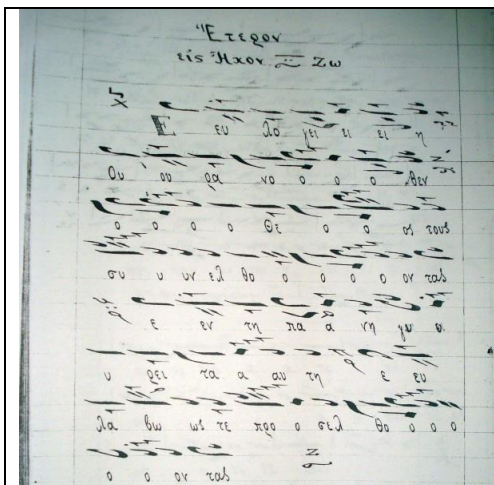 Ἕτερον
εἰς Ἦχον Ζω
Ε ευ λο γει ει ει η
Ου ου ρα νο ο ο ο θεν
ο ο ο ο Θε ο ο ος τους
συ υ υν ελ θο ο ο ο ο ον τας
ε εν τη πα α νη γυ υ
υ ρει τα α αυ τη ε ευ
λα βω ως τε προ ο σελ θο ο ο ο
ο ο ον τας